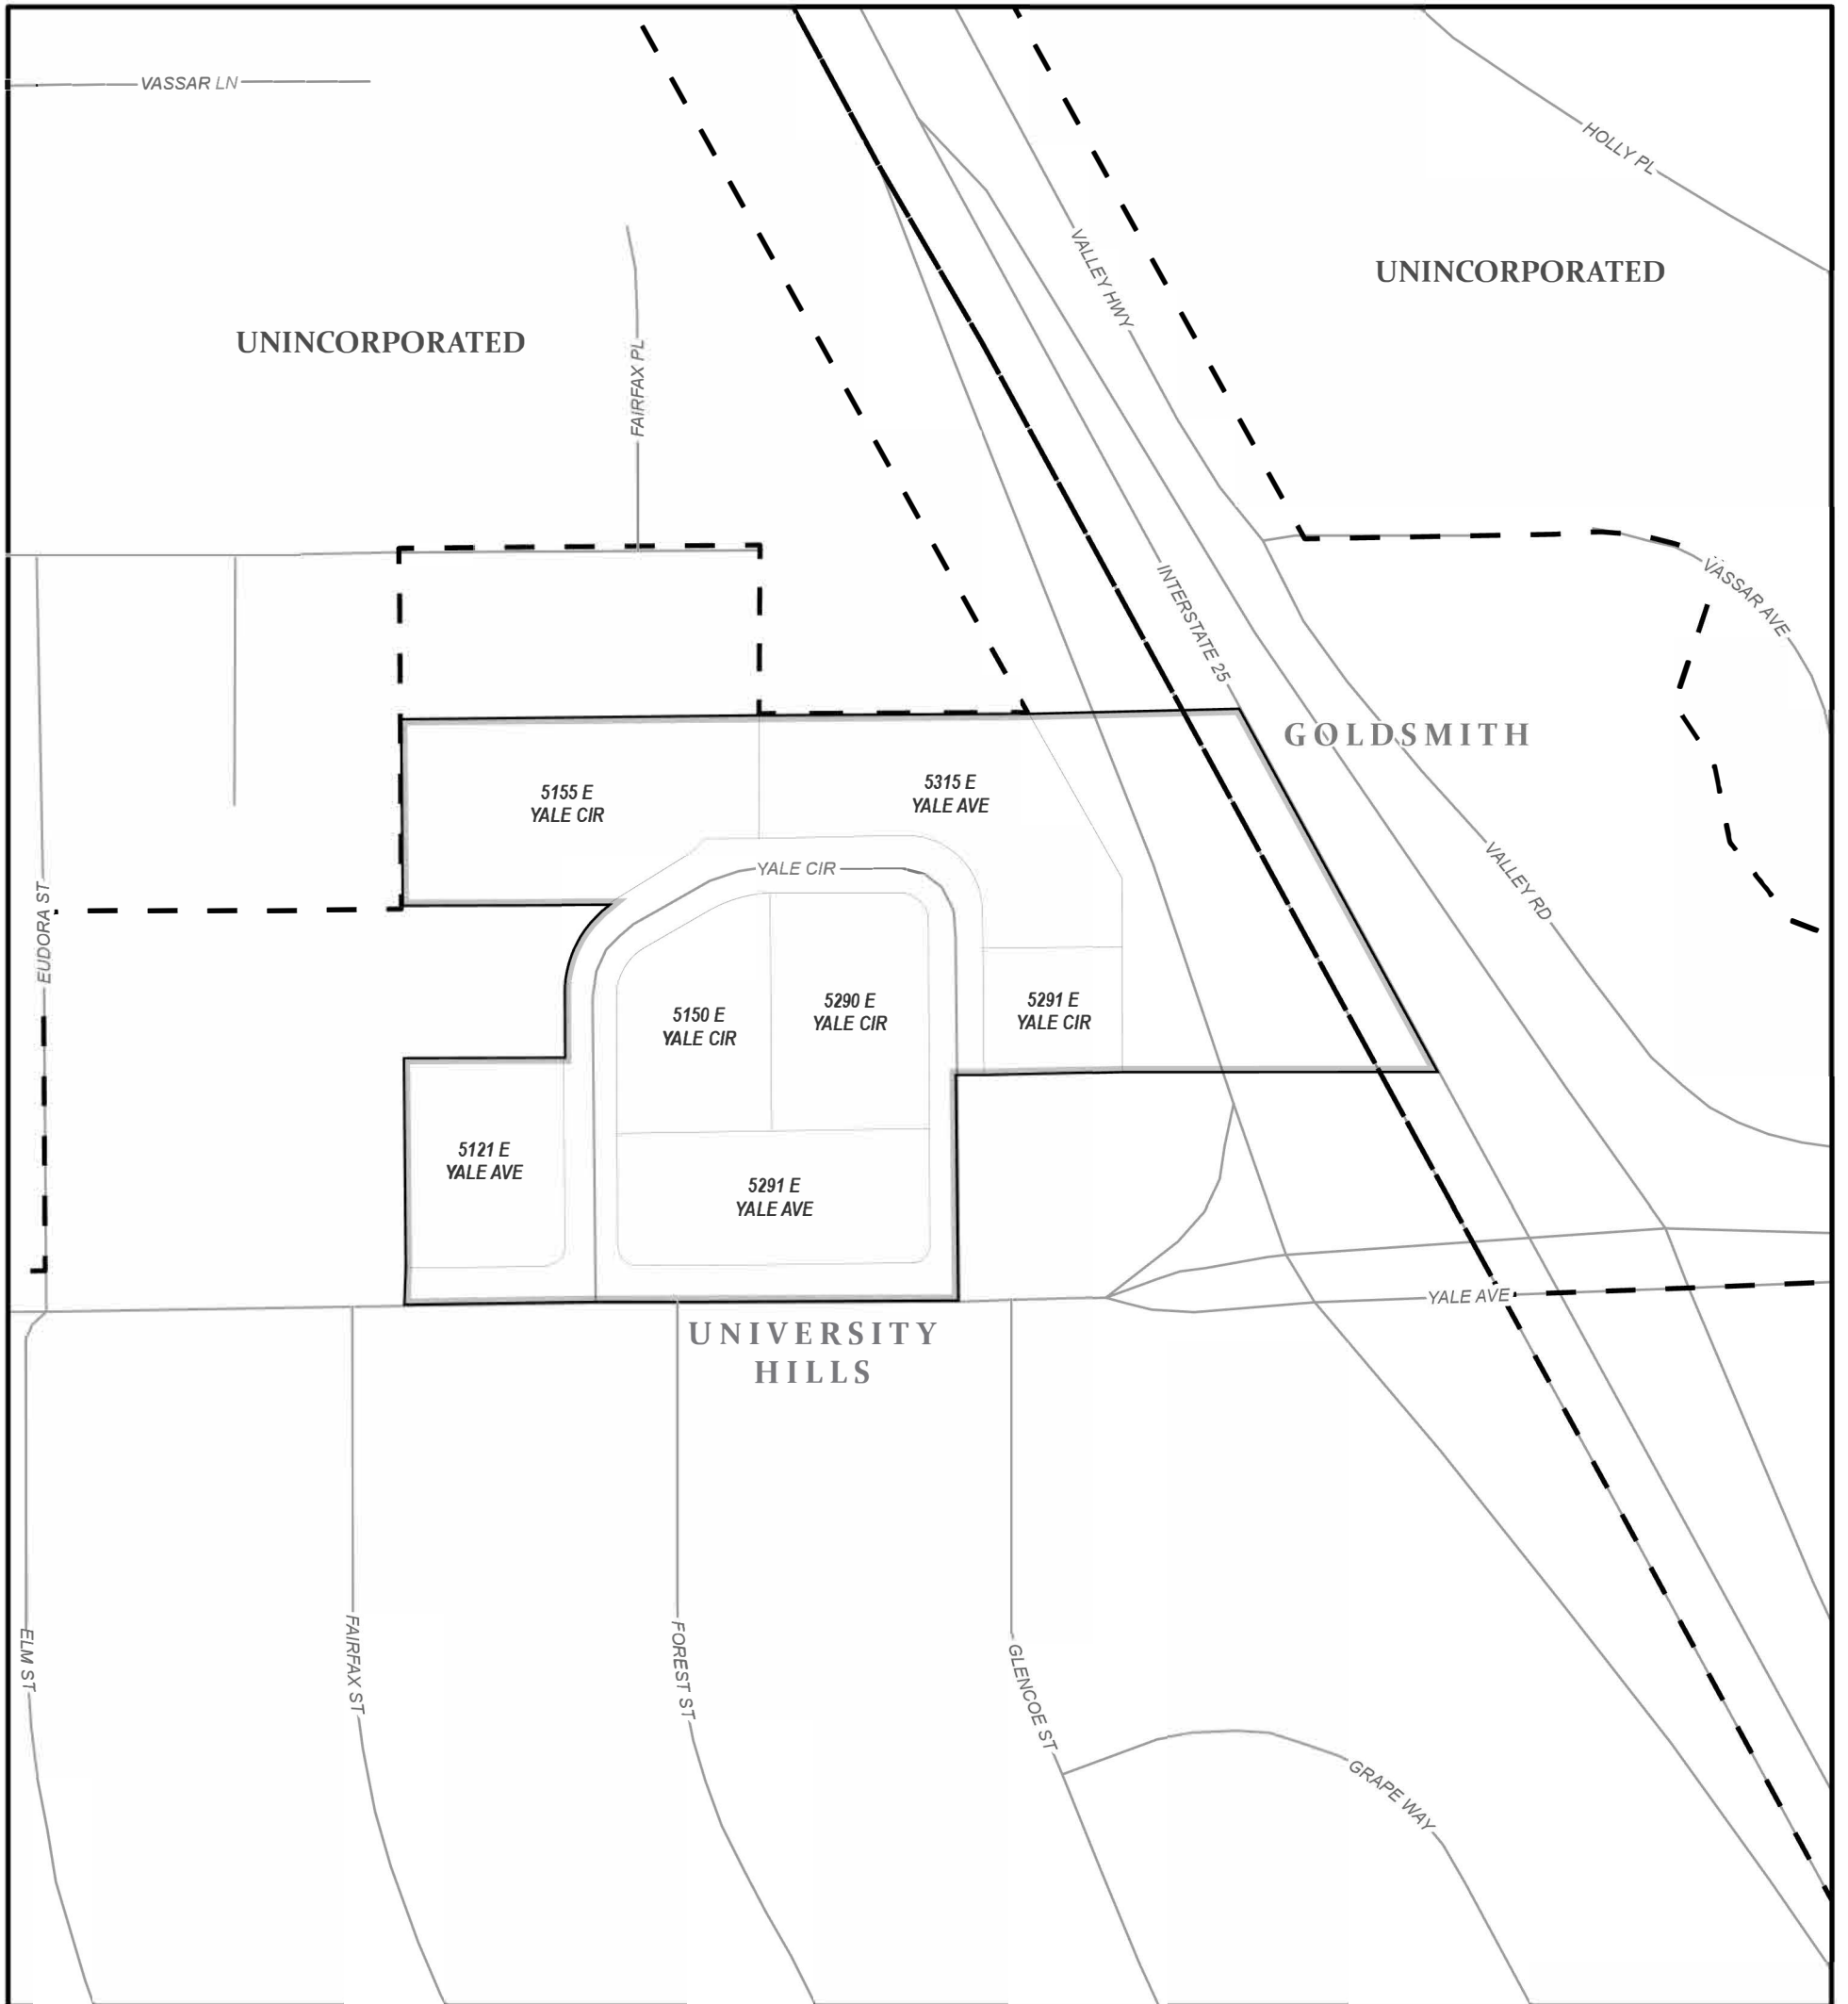 VASSAR LN
HOLLY PL
VALLEY HWY
UNINCORPORATED
UNINCORPORATED
FAIRFAX PL
INTERSTATE 25
VASSAR AVE
GOLDSMITH
5155 E
YALE CIR
5315 E
YALE AVE
YALE CIR
VALLEY RD
EUDORA ST
5150 E
YALE CIR
5290 E
YALE CIR
5291 E
YALE CIR
5121 E
YALE AVE
5291 E
YALE AVE
YALE AVE
UNIVERSITY
HILLS
ELM ST
FAIRFAX ST
FOREST ST
GLENCOE ST
GRAPE WAY